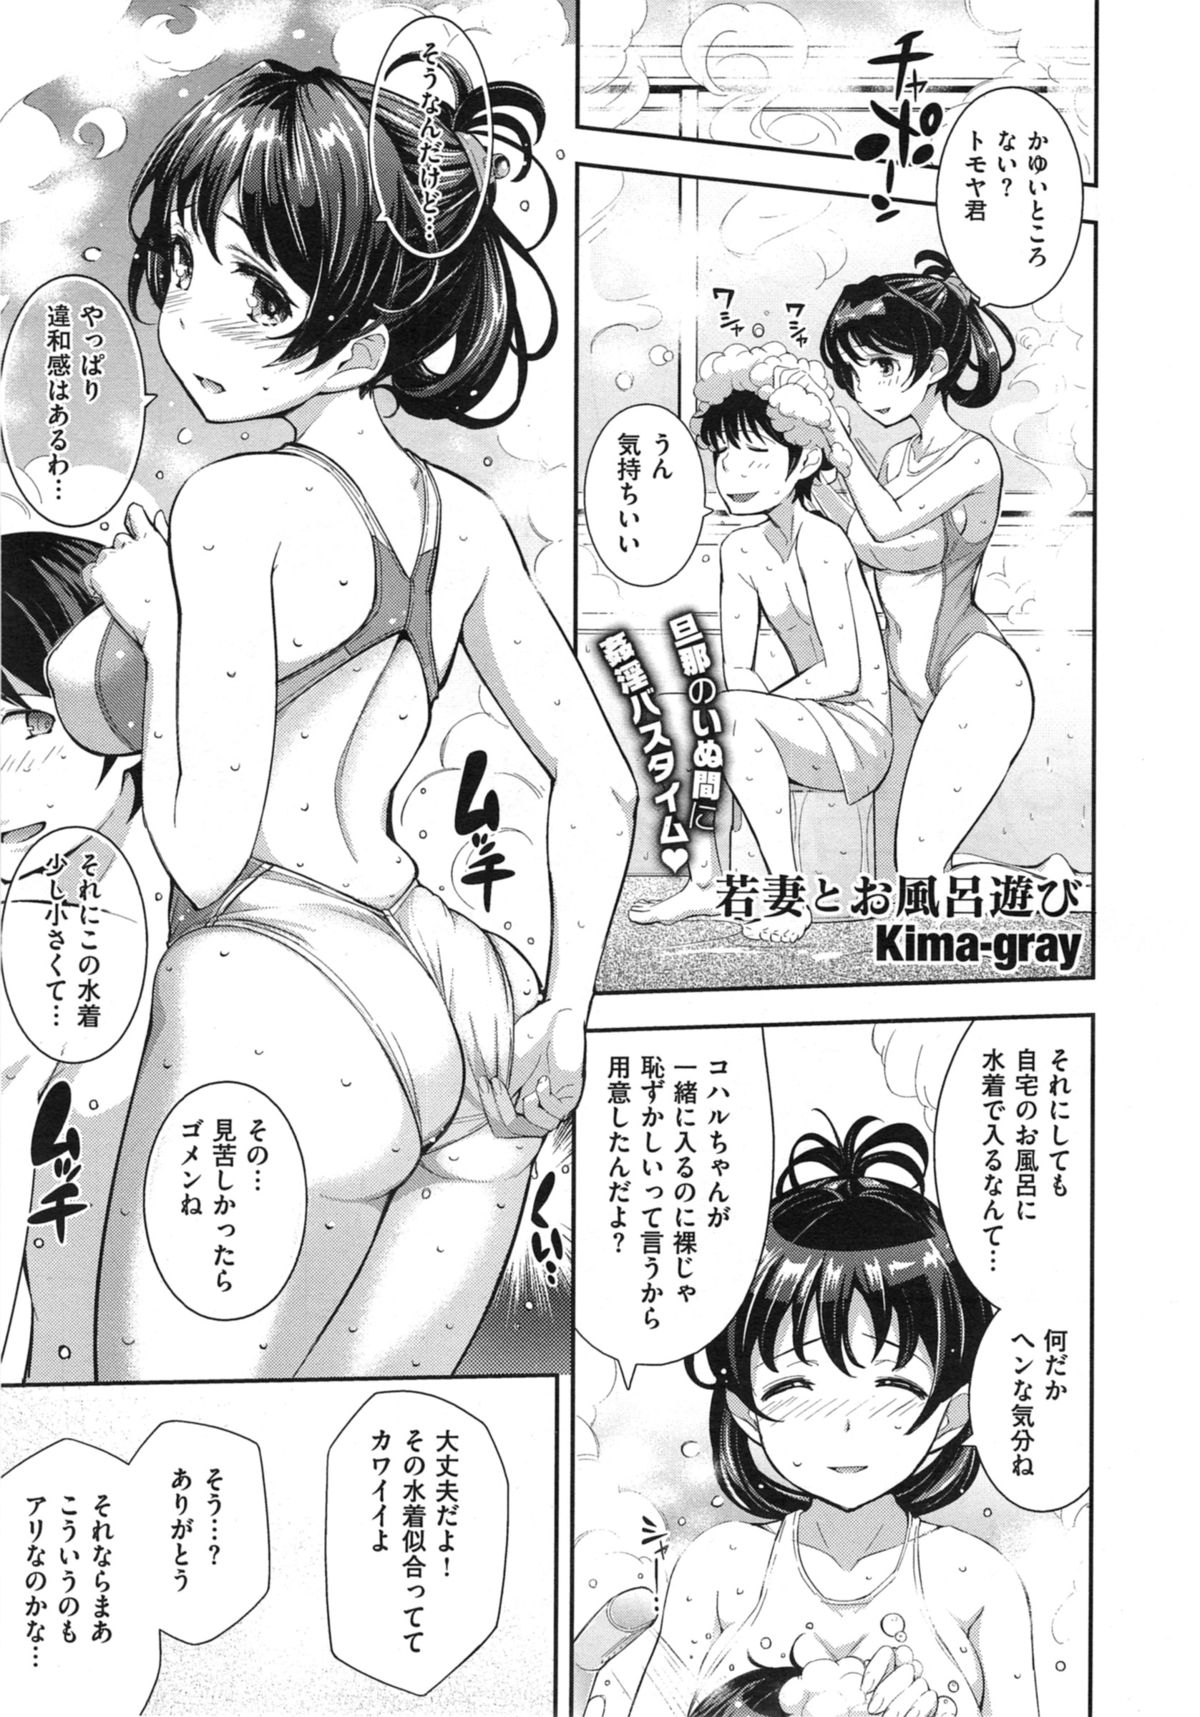 チャポーン
かゆいところ
ない?
トモヤ君
ワシャ
ワシャ
うん
気持ちいい
旦那のいぬ間に
姦淫バスタイム♥
若妻とお風呂遊び
Kima-gray
それにしても
自宅のお風呂に
水着で入るなんて…
何だか
ヘンな気分ね
コハルちゃんが
一緒に入るのに裸じゃ
恥ずかしいって言うから
用意したんだよ?
シャ…
そうなんだけど…
やっぱり
違和感はあるわ…
ムッチ
それにこの水着
少し小さくて…
ムッチ
くい…
その…
見苦しかったら
ゴメンね
大丈夫だよ!
その水着似合ってて
カワイイよ
そう…?
ありがとう
それならまあ
こういうのも
アリなのかな…